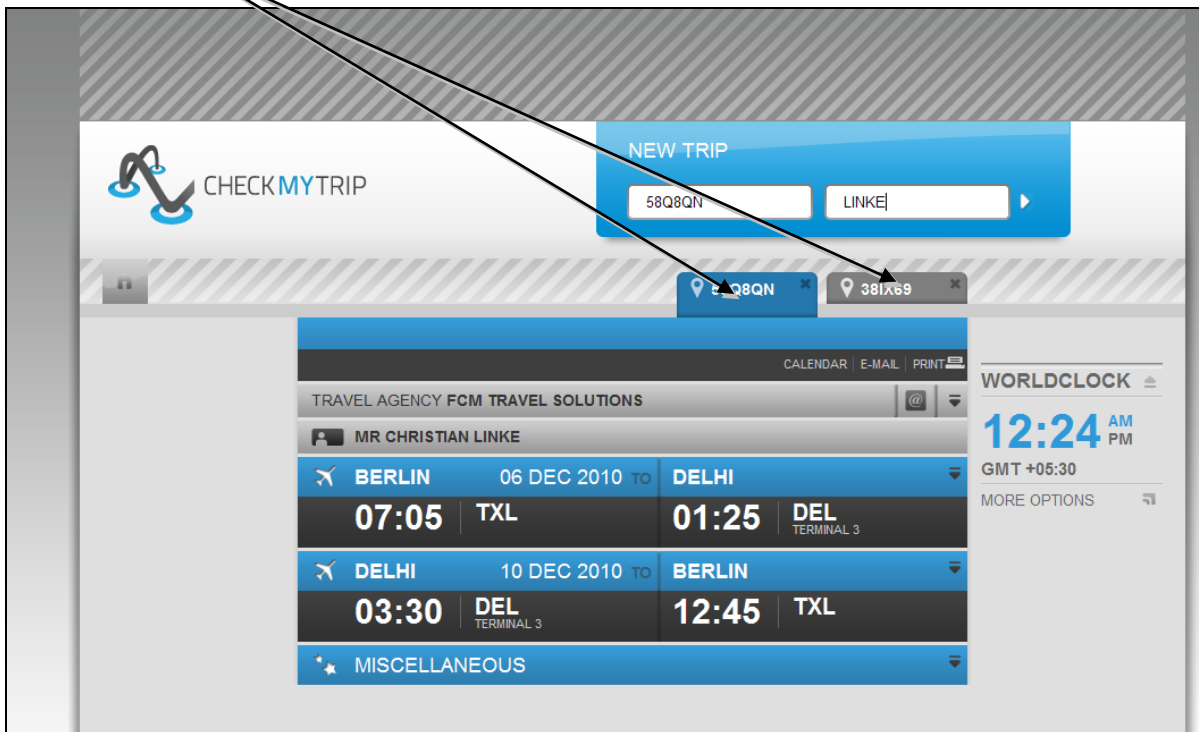 NEW TRIP
CHECKMYTRIP
58Q8QN LINKE
38IX69
CALENDAR | E-MAIL | PRINT
TRAVEL AGENCY FCM TRAVEL SOLUTIONS
MR CHRISTIAN LINKE
BERLIN 06 DEC 2010 TO DELHI
07:05 TXL 01:25 DEL
TERMINAL 3
DELHI 10 DEC 2010 TO BERLIN
03:30 DEL 12:45 TXL
TERMINAL 3
MISCELLANEOUS
WORLDCLOCK
12:24 AM
PM
GMT +05:30
MORE OPTIONS